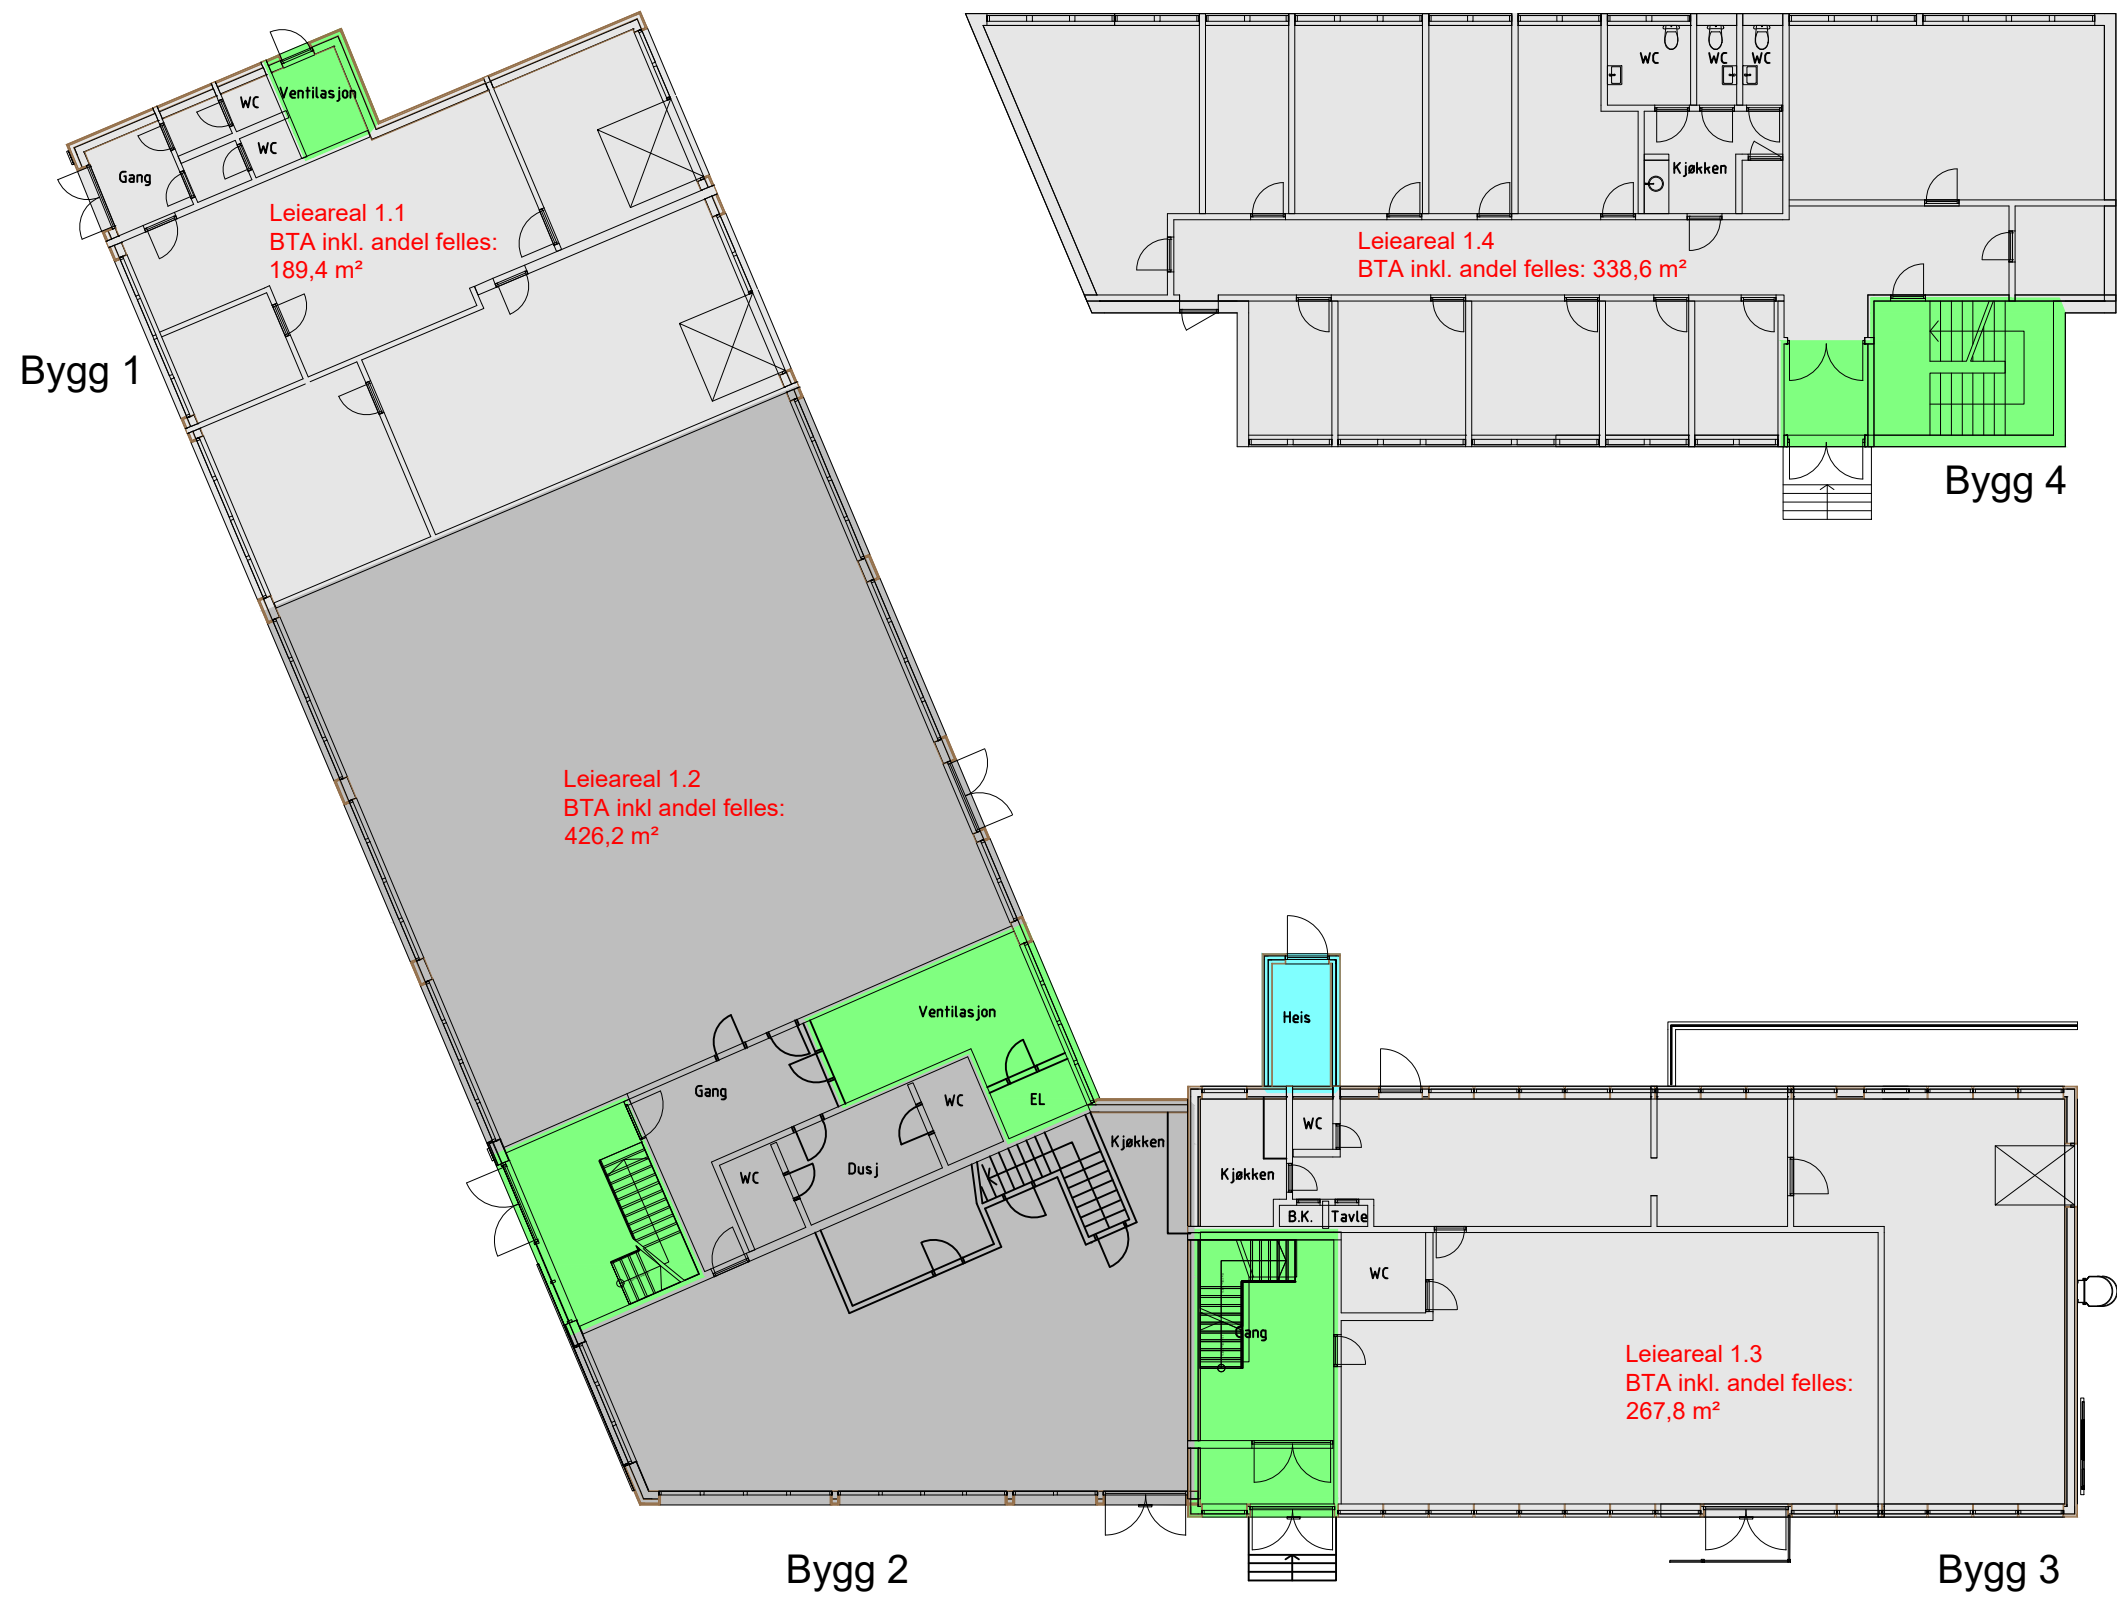 Ventilasjon
WC
WC
Gang
Leieareal 1.1
BTA inkl. andel felles:
189,4 m²
Bygg 1
WC
WC
WC
Kjøkken
Leieareal 1.4
BTA inkl. andel felles: 338,6 m²
Bygg 4
Leieareal 1.2
BTA inkl andel felles:
426,2 m²
Ventilasjon
Gang
WC
EL
Kjøkken
WC
Dusj
Heis
WC
Kjøkken
B.K.
Tavle
WC
Gang
Leieareal 1.3
BTA inkl. andel felles:
267,8 m²
Bygg 2
Bygg 3